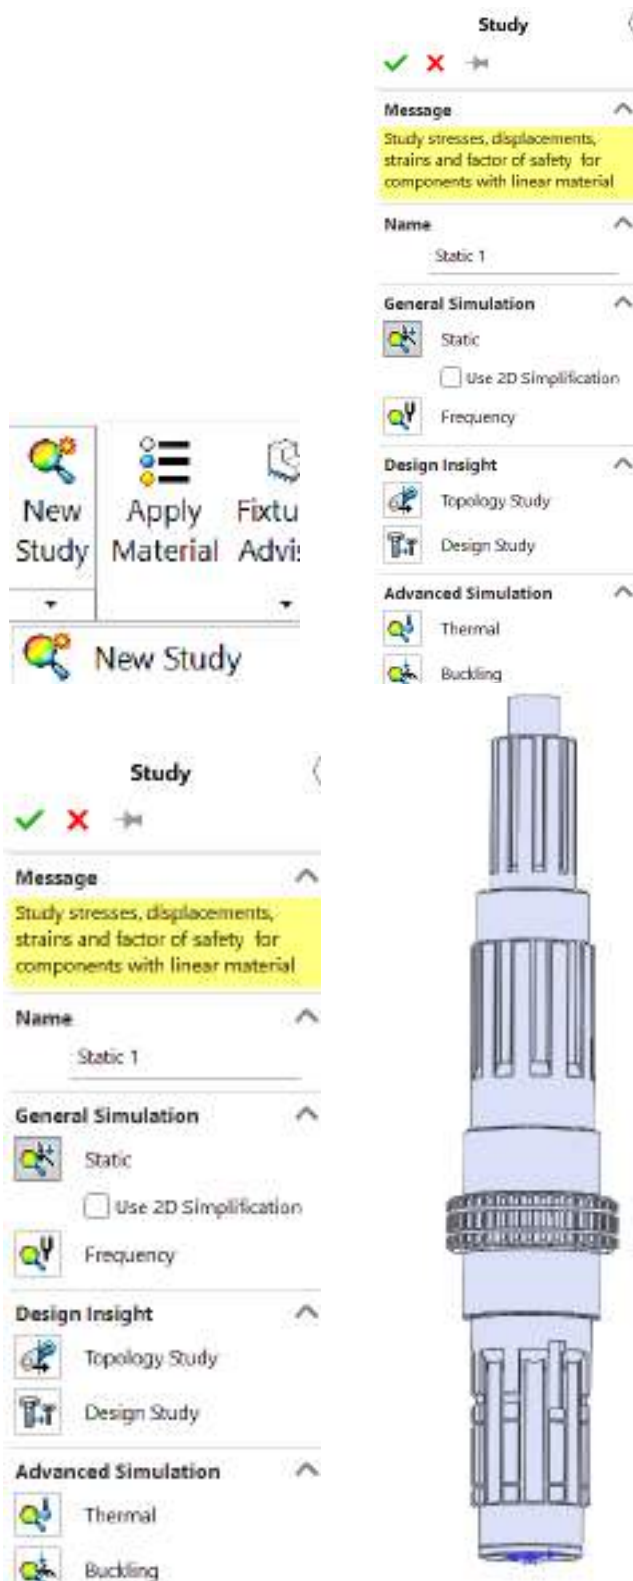 Study
Message
Study stresses, displacements,
strains and factor of safety for
components with linear material
Name
Static 1
General Simulation
Static
Use 2D Simplification
Frequency
Design Insight
Topology Study
Design Study
Advanced Simulation
Thermal
Buckling
New
Study
Apply
Material
Fixtu
Advi
New Study
Study
Message
Study stresses, displacements,
strains and factor of safety for
components with linear material
Name
Static 1
General Simulation
Static
Use 2D Simplification
Frequency
Design Insight
Topology Study
Design Study
Advanced Simulation
Thermal
Buckling